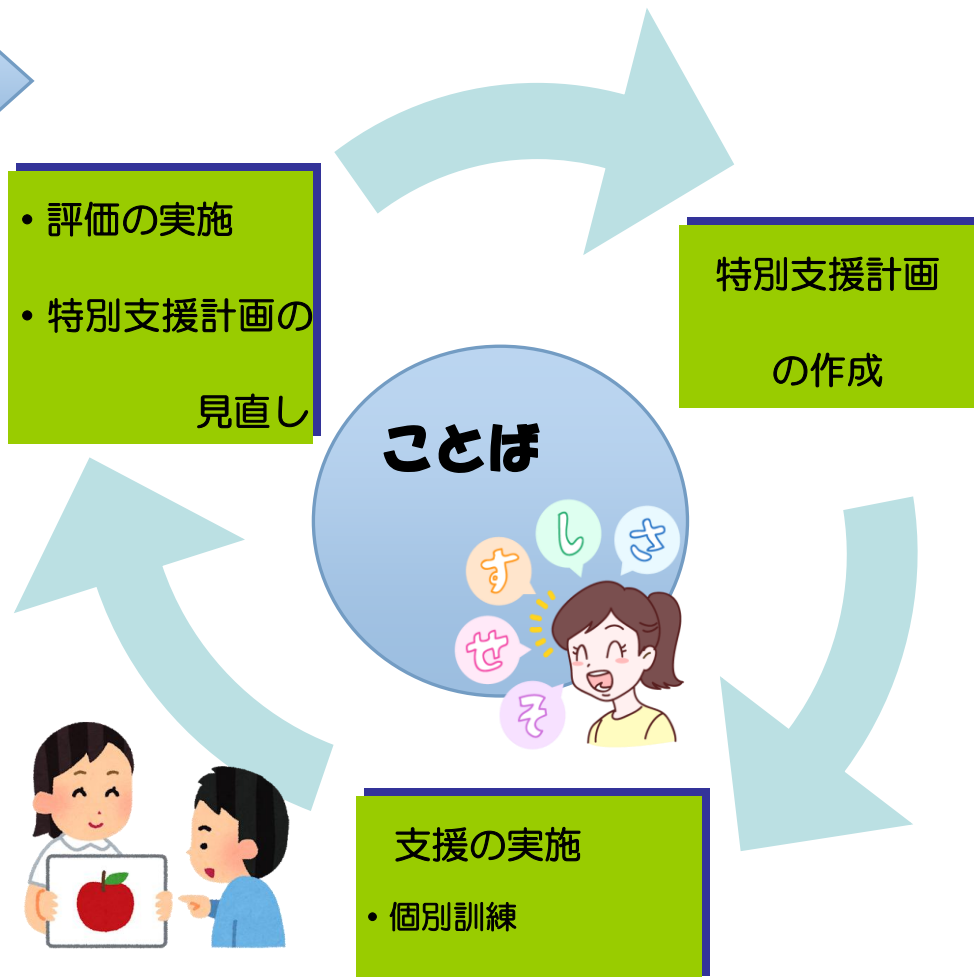 ・評価の実施
・特別支援計画の
見直し
特別支援計画
の作成
ことば
さ
し
す
せ
そ
支援の実施
・個別訓練